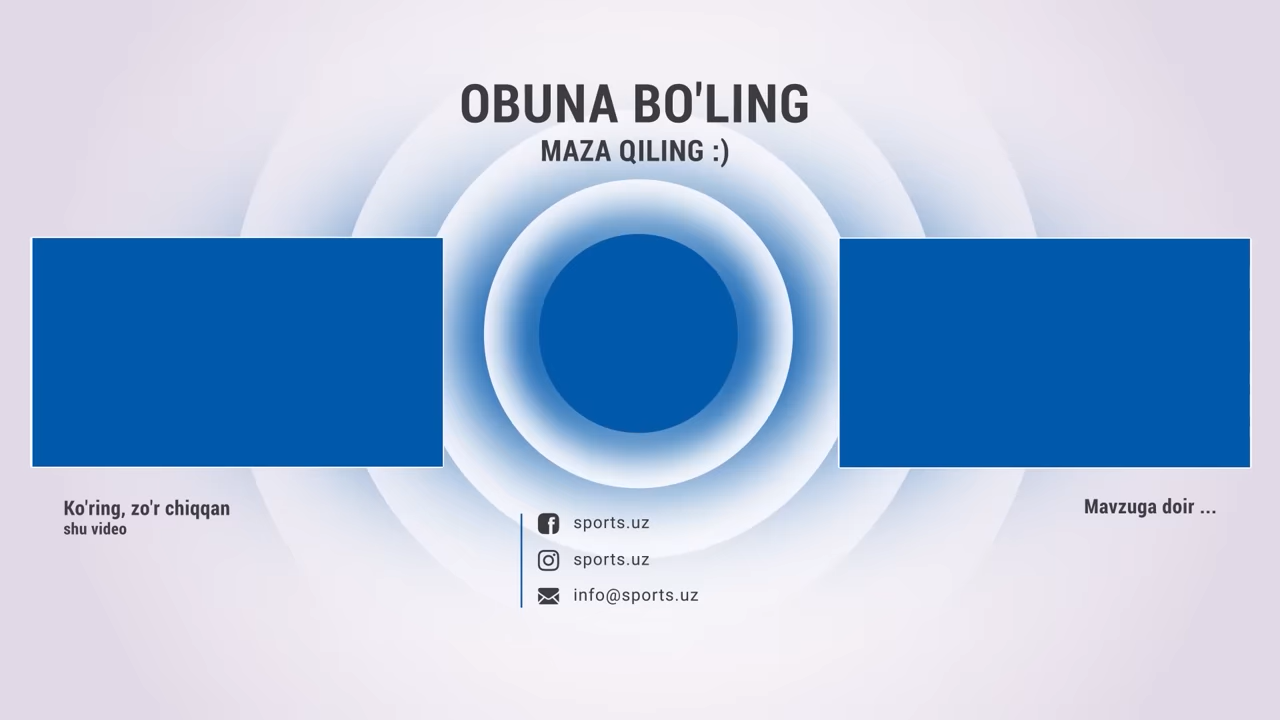 OBUNA BO'LING
MAZA QILING :)
Ko'ring, zo'r chiqqan
shu video
Mavzuga doir ...
sports.uz
sports.uz
info@sports.uz